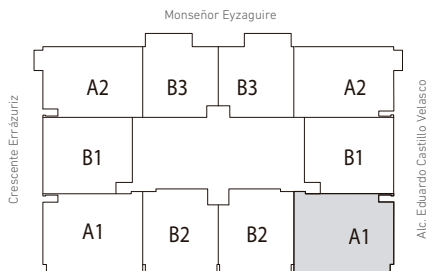 Monseñor Eyzaguire
A2 B3 B3 A2
Crescente Errázuriz
Alc. Eduardo Castillo Velasco
B1 B1
A1 B2 B2 A1